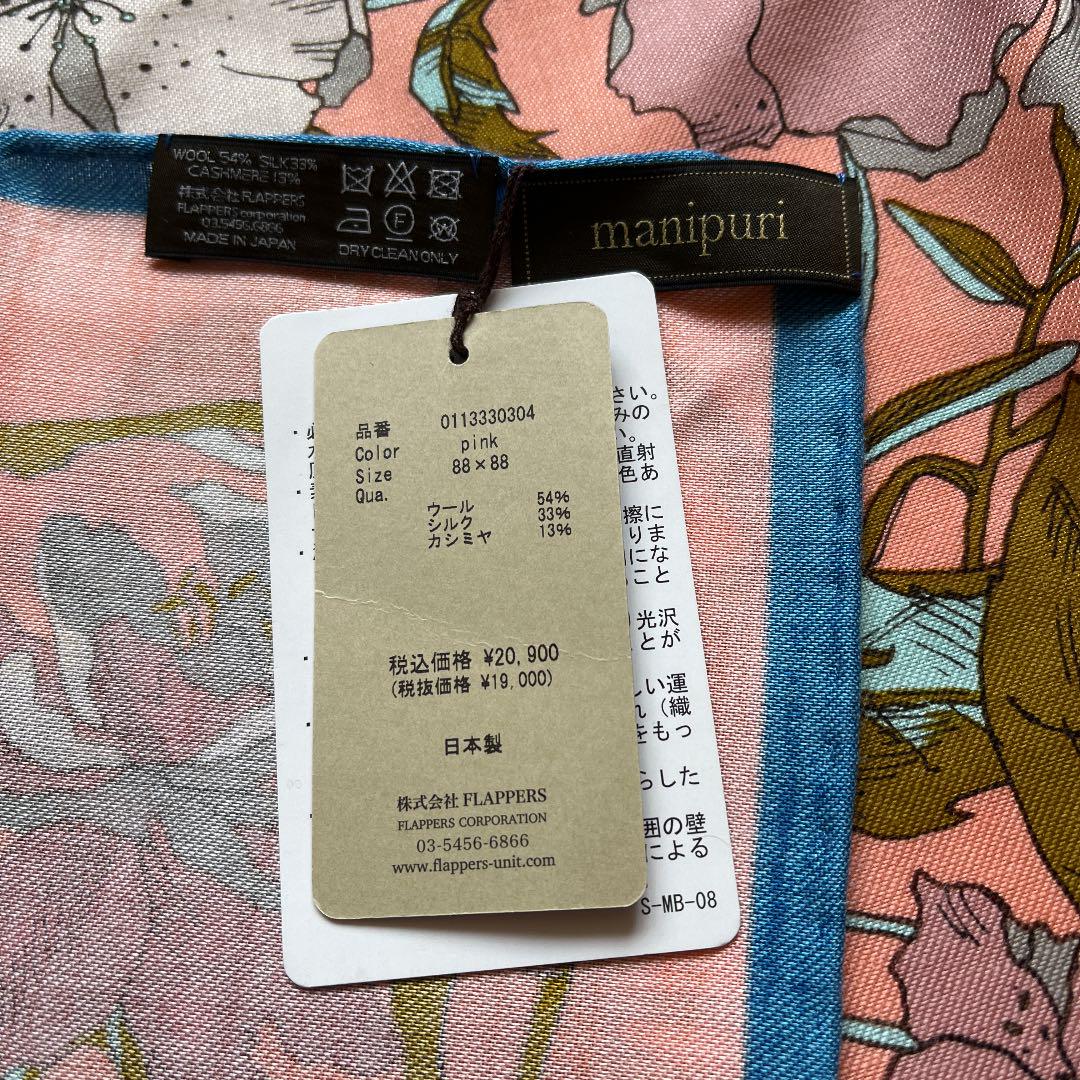 WOOL 54% SILK33%
CASHMERE 13%
株式会社 FLAPPERS
FLAPPERS corporation
03.5456.6866
MADE IN JAPAN
F
DRY CLEAN ONLY
manipuri
品番 0113330304
Color pink
Size 88×88
Qua.
ウール 54%
シルク 33%
カシミヤ 13%
税込価格 ¥20,900
(税抜価格 ¥19,000)
日本製
株式会社 FLAPPERS
FLAPPERS CORPORATION
03-5456-6866
www.flappers-unit.com
さい。
みの
い。
直射
色あ
擦に
りま
にな
こと
光沢
ことが
しい運
れ（織
をもっ
らした
囲の壁
による
S-MB-08